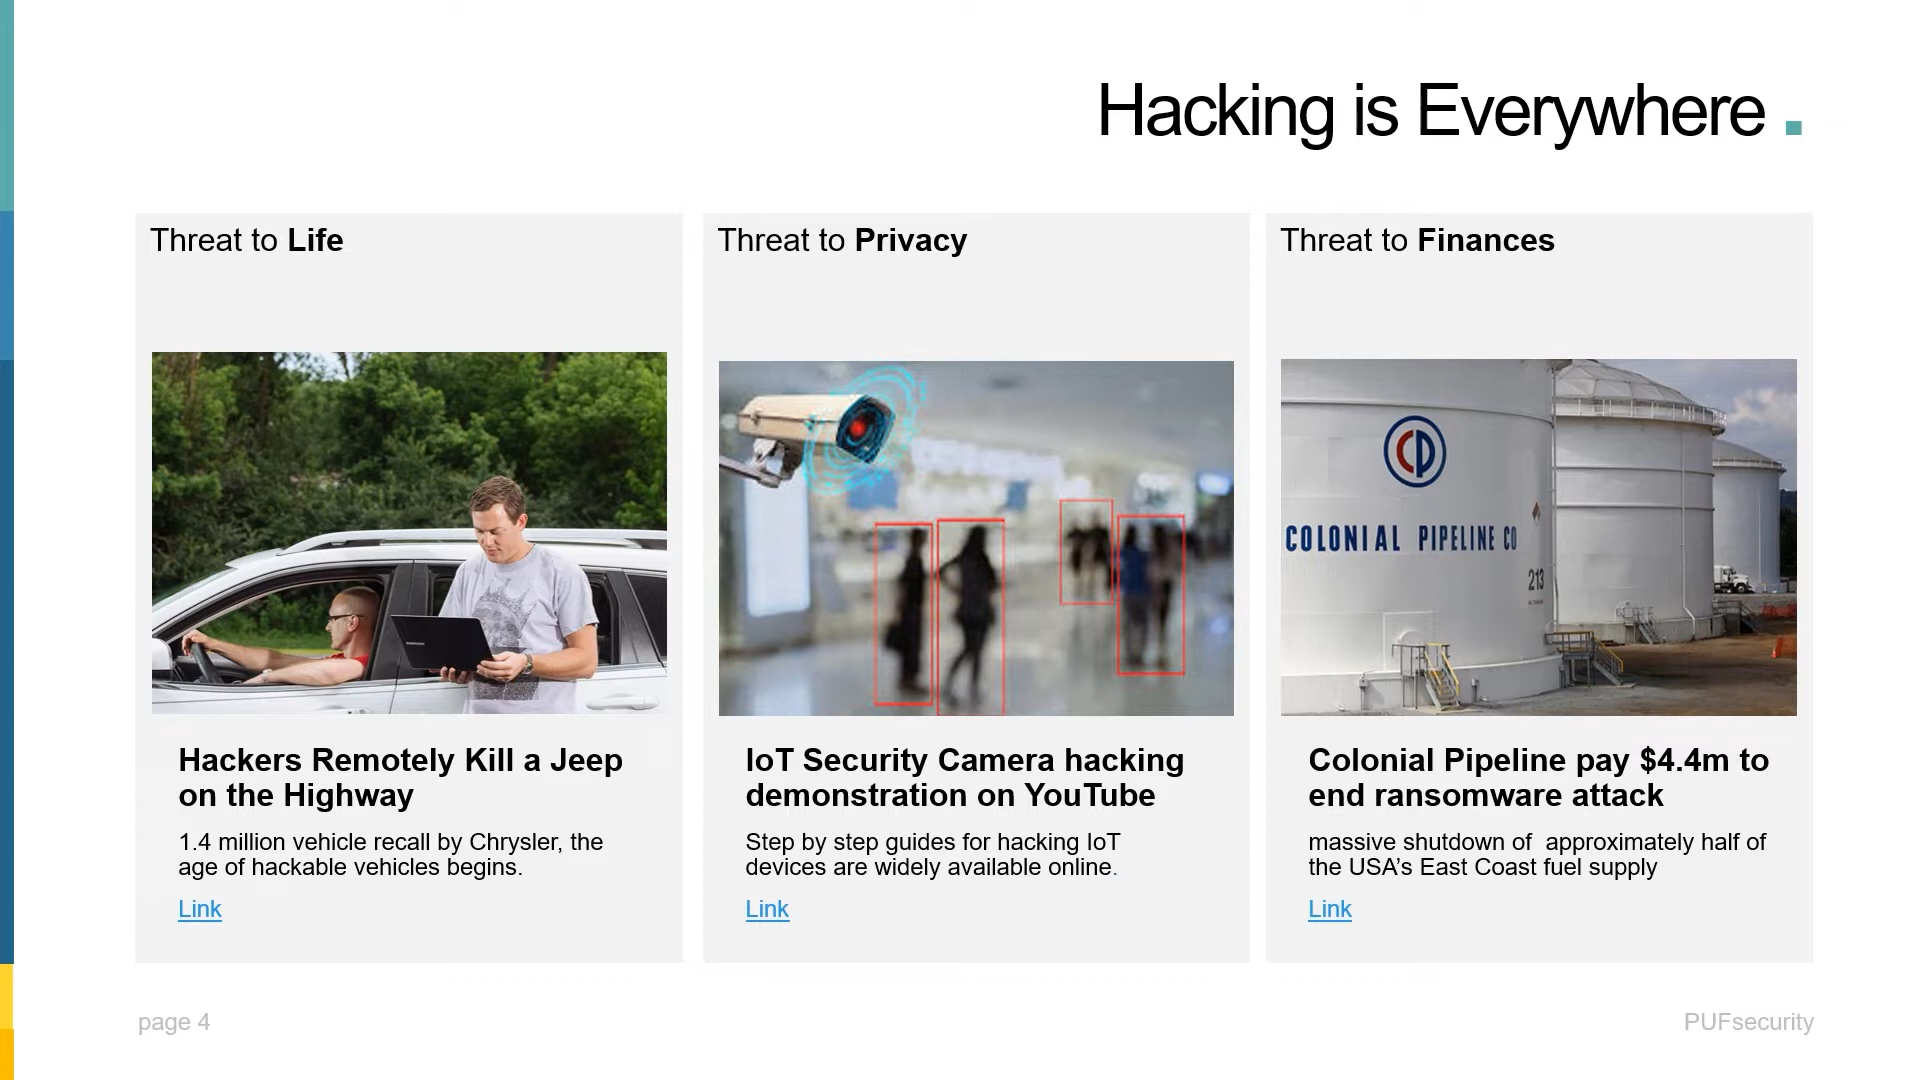 Hacking is Everywhere .
Threat to Life
Hackers Remotely Kill a Jeep
on the Highway
1.4 million vehicle recall by Chrysler, the
age of hackable vehicles begins.
Link
Threat to Privacy
IoT Security Camera hacking
demonstration on YouTube
Step by step guides for hacking IoT
devices are widely available online.
Link
Threat to Finances
CP
COLONIAL PIPELINE CO
213
Colonial Pipeline pay $4.4m to
end ransomware attack
massive shutdown of  approximately half of
the USA’s East Coast fuel supply
Link
page 4
PUFsecurity